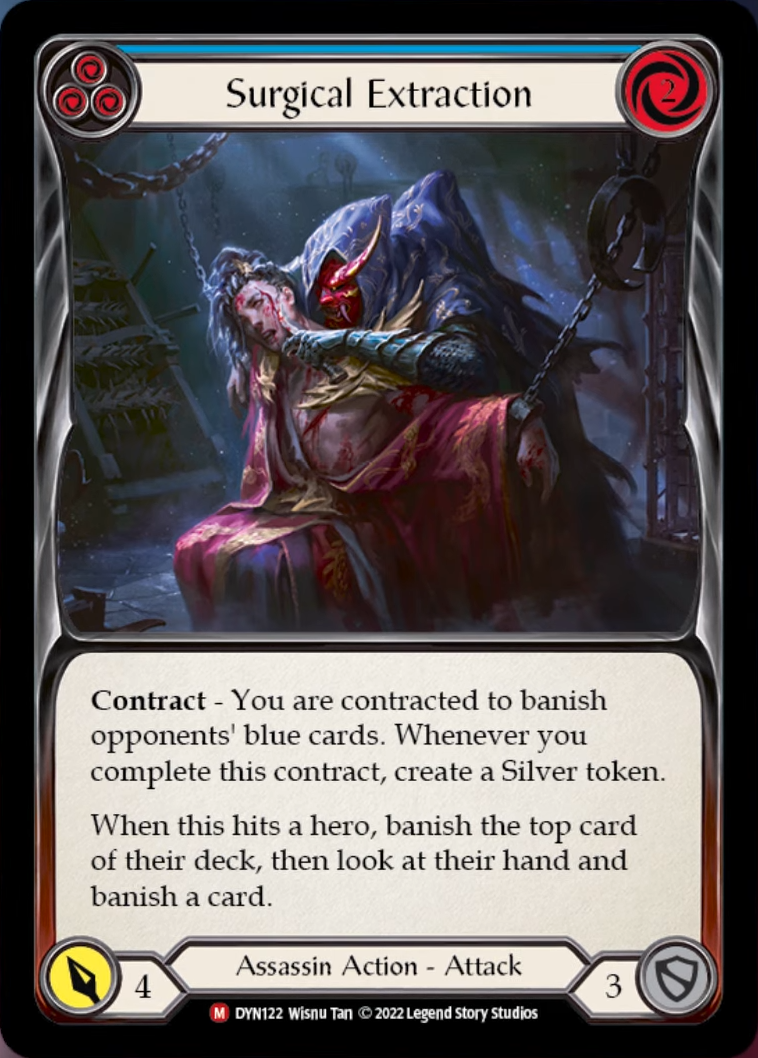 Surgical Extraction
2
Contract - You are contracted to banish
opponents' blue cards. Whenever you
complete this contract, create a Silver token.
When this hits a hero, banish the top card
of their deck, then look at their hand and
banish a card.
4
Assassin Action - Attack
3
M DYN122 Wisnu Tan © 2022 Legend Story Studios